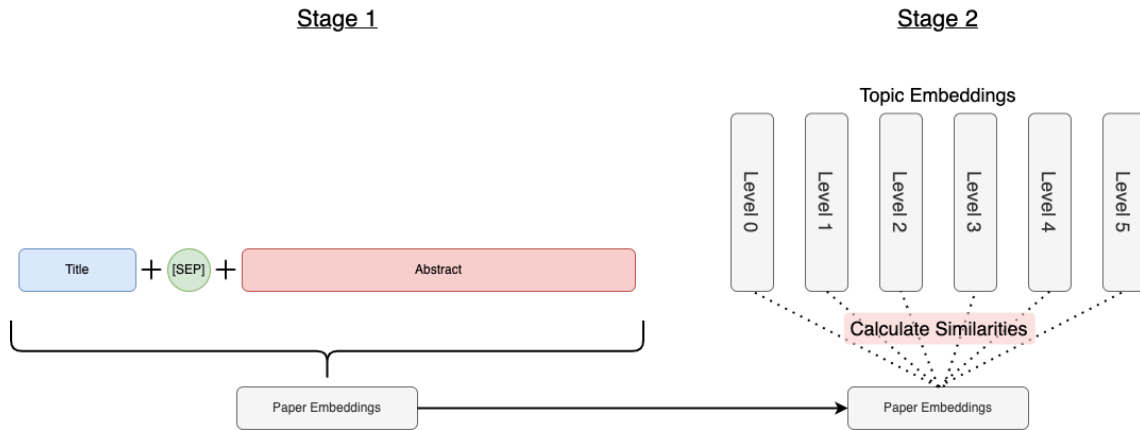 Stage 1
Stage 2
Topic Embeddings
Level 0
Level 1
Level 2
Level 3
Level 4
Level 5
Title
+
[SEP]
+
Abstract
Calculate Similarities
Paper Embeddings
Paper Embeddings